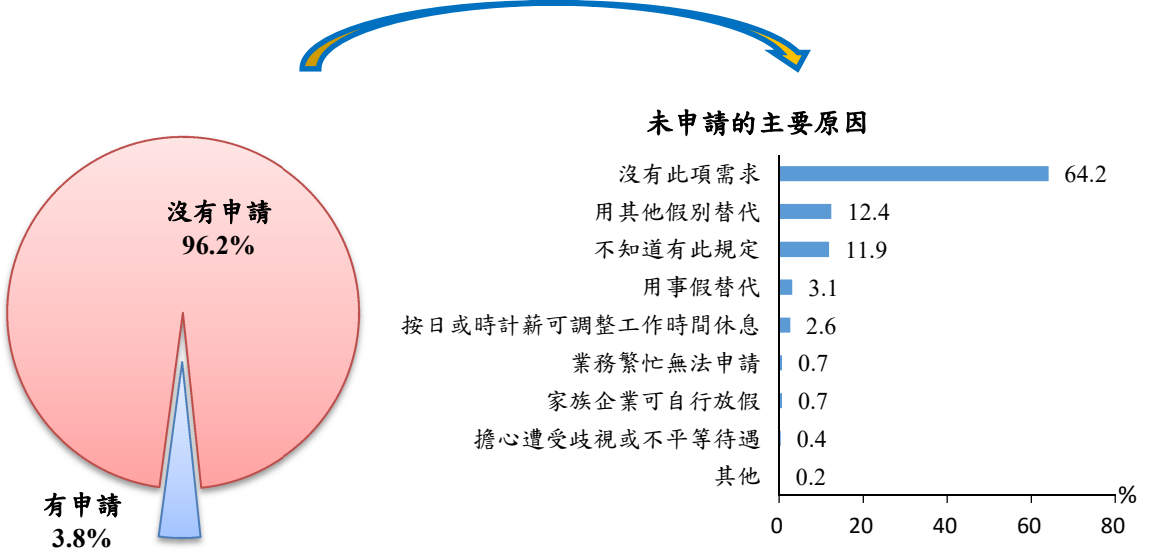 沒有申請
96.2%
有申請
3.8%
未申請的主要原因
沒有此項需求 64.2
用其他假別替代 12.4
不知道有此規定 11.9
用事假替代 3.1
按日或時計薪可調整工作時間休息 2.6
業務繁忙無法申請 0.7
家族企業可自行放假 0.7
擔心遭受歧視或不平等待遇 0.4
其他 0.2
%
0 20 40 60 80